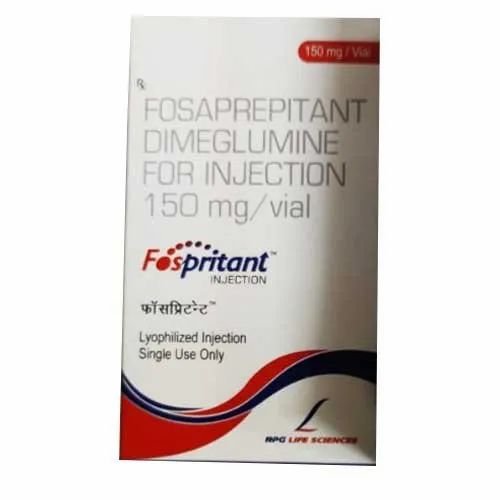 150 mg / Vial
Rx
FOSAPREPITANT
DIMEGLUMINE
FOR INJECTION
150 mg/vial
Fospritant™
INJECTION
फॉसप्रिटेन्ट™
Lyophilized Injection
Single Use Only
RPG LIFE SCIENCES